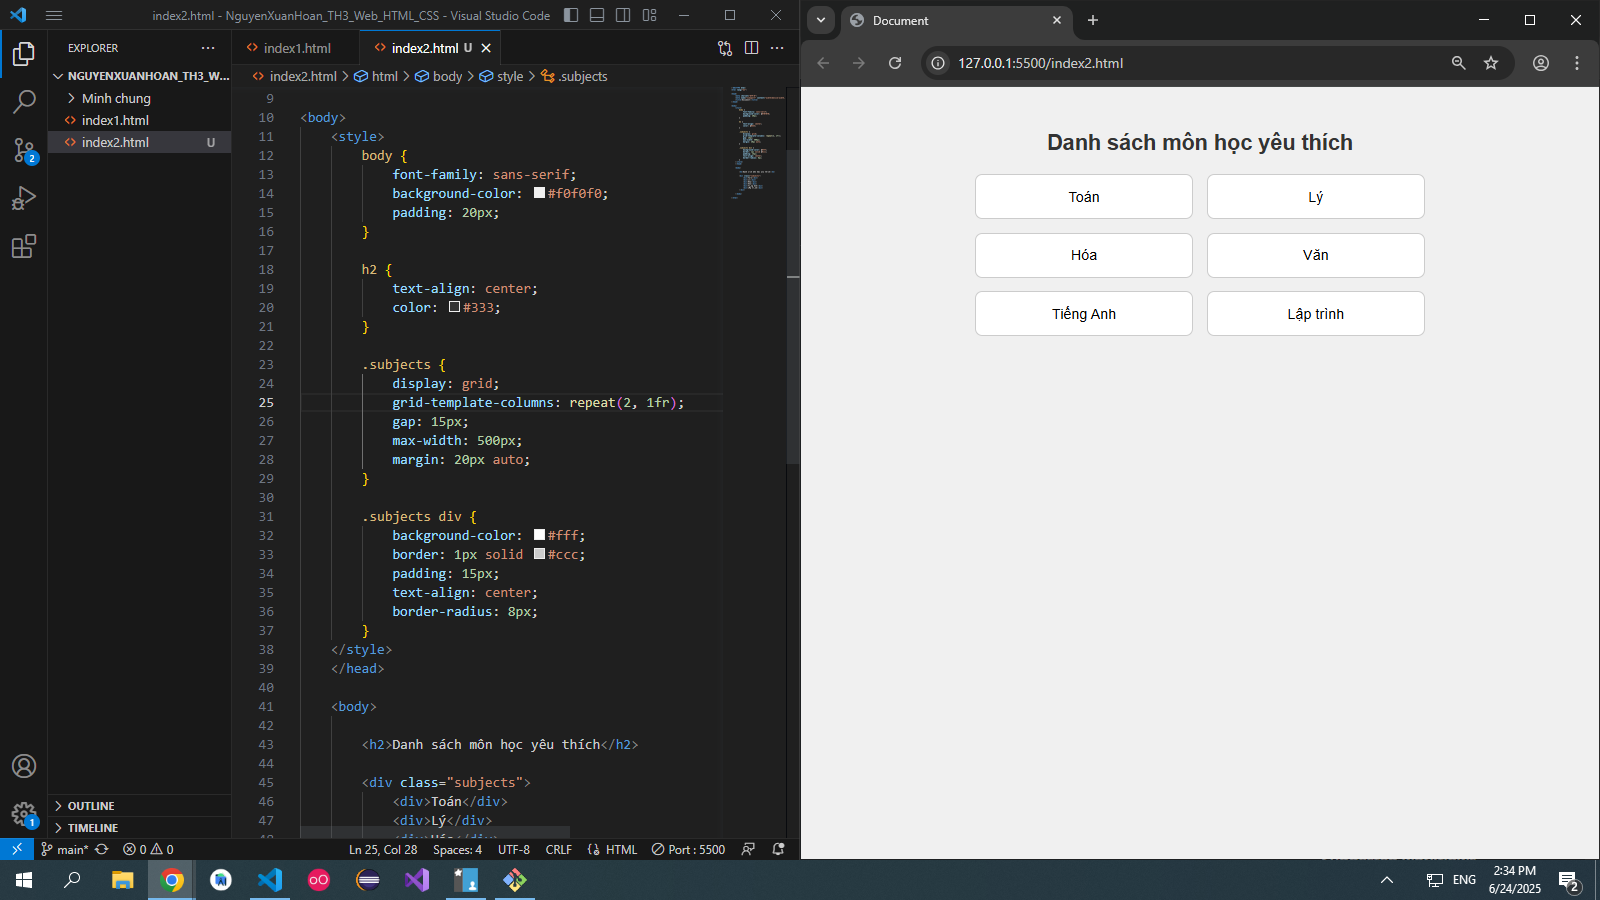 index2.html - NguyenXuanHoan_TH3_Web_HTML_CSS - Visual Studio Code
EXPLORER
NGUYENXUANHOAN_TH3_W...
Minh chung
index1.html
index2.html U
2
OUTLINE
TIMELINE
1
index1.html
index2.html U
index2.html > html > body > style > .subjects
9
10 <body>
11 <style>
12 body {
13 font-family: sans-serif;
14 background-color: #f0f0f0;
15 padding: 20px;
16 }
17
18 h2 {
19 text-align: center;
20 color: #333;
21 }
22
23 .subjects {
24 display: grid;
25 grid-template-columns: repeat(2, 1fr);
26 gap: 15px;
27 max-width: 500px;
28 margin: 20px auto;
29 }
30
31 .subjects div {
32 background-color: #fff;
33 border: 1px solid #ccc;
34 padding: 15px;
35 text-align: center;
36 border-radius: 8px;
37 }
38 </style>
39 </head>
40
41 <body>
42
43 <h2>Danh sách môn học yêu thích</h2>
44
45 <div class="subjects">
46 <div>Toán</div>
47 <div>Lý</div>
main* 0 0 Ln 25, Col 28 Spaces: 4 UTF-8 CRLF HTML Port : 5500
Document
127.0.0.1:5500/index2.html
Danh sách môn học yêu thích
Toán Lý
Hóa Văn
Tiếng Anh Lập trình
ENG
2:34 PM
6/24/2025
2